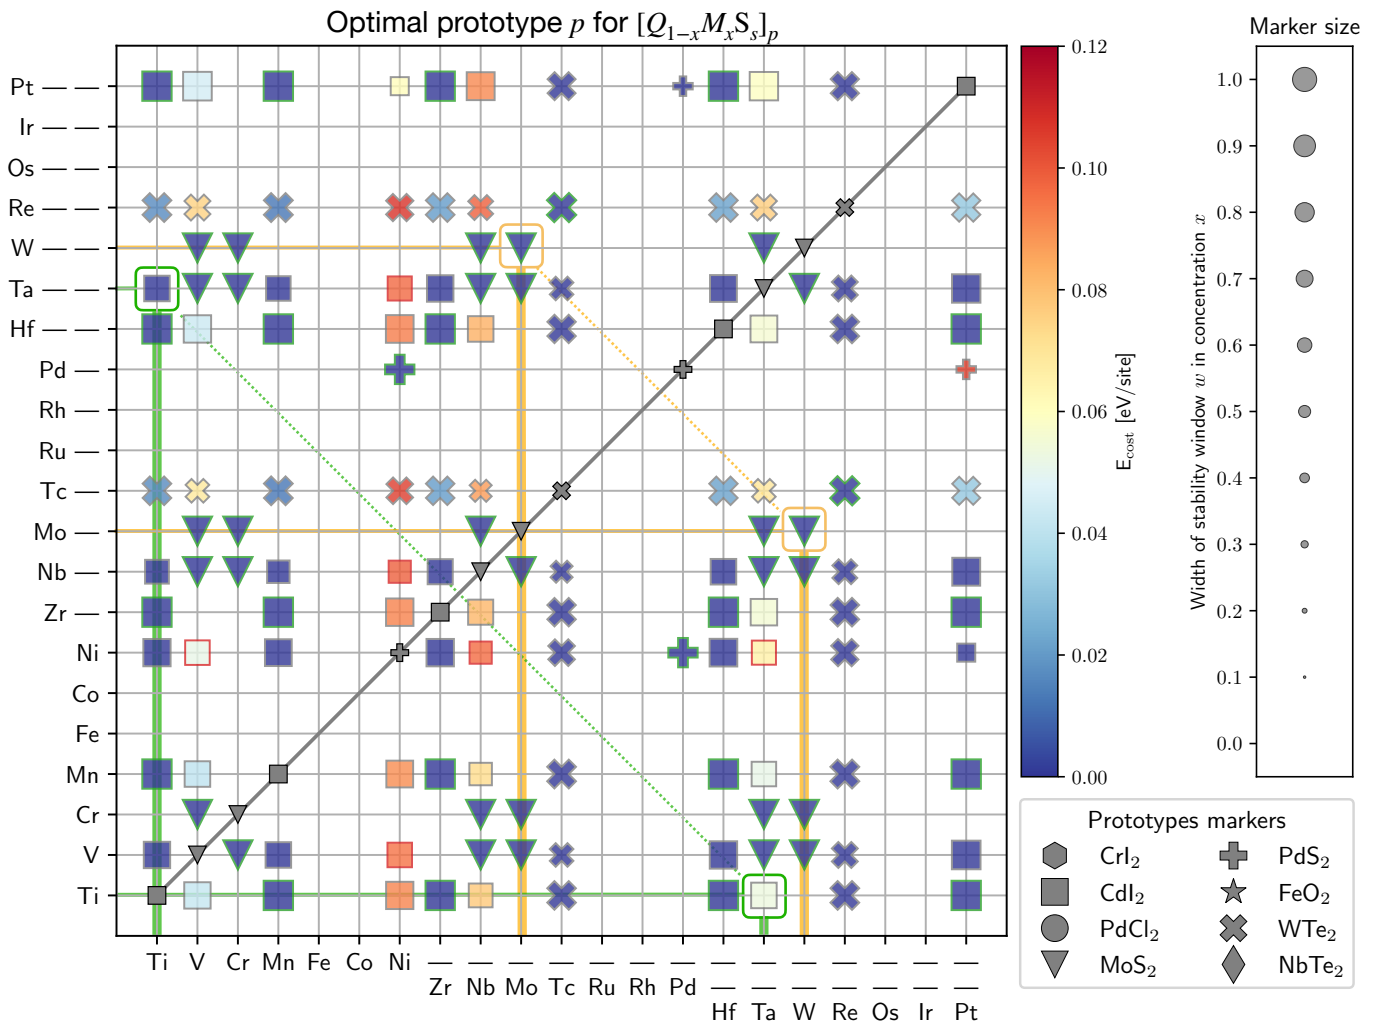 Optimal prototype p for [Q₁₋ₓMₓSₛ]ₚ
Marker size
Pt — —
Ir — —
Os — —
Re — —
W — —
Ta — —
Hf — —
Pd —
Rh —
Ru —
Tc —
Mo —
Nb —
Zr —
Ni
Co
Fe
Mn
Cr
V
Ti
Ti V Cr Mn Fe Co Ni — — — — — — — — — — — — — —
Zr Nb Mo Tc Ru Rh Pd — — — — — — —
Hf Ta W Re Os Ir Pt
0.12
0.10
0.08
0.06
0.04
0.02
0.00
E_cost [eV/site]
Width of stability window w in concentration x
1.0
0.9
0.8
0.7
0.6
0.5
0.4
0.3
0.2
0.1
0.0
Prototypes markers
CrI₂ PdS₂
CdI₂ FeO₂
PdCl₂ WTe₂
MoS₂ NbTe₂